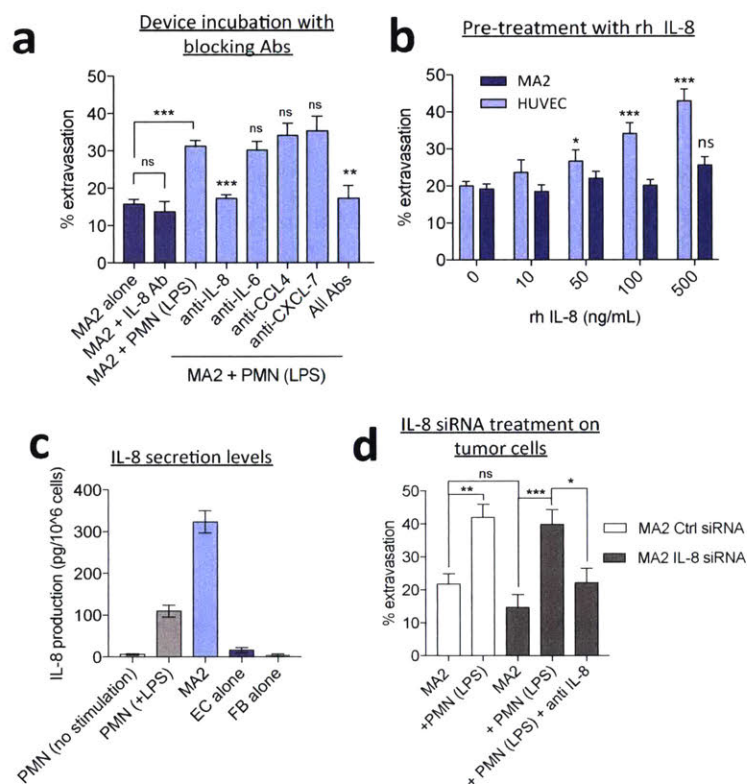 a
Device incubation with
blocking Abs
% extravasation
50
40
30
20
10
0
ns
***
***
ns
ns
ns
**
MA2 alone
MA2 + IL-8 Ab
MA2 + PMN (LPS)
anti-IL-8
anti-IL-6
anti-CCL4
anti-CXCL-7
All Abs
MA2 + PMN (LPS)
b
Pre-treatment with rh IL-8
MA2
HUVEC
% extravasation
50
40
30
20
10
0
*
***
***
ns
0
10
50
100
500
rh IL-8 (ng/mL)
c
IL-8 secretion levels
IL-8 production (pg/10^6 cells)
400
300
200
100
0
PMN (no stimulation)
PMN (+LPS)
MA2
EC alone
FB alone
d
IL-8 siRNA treatment on
tumor cells
% extravasation
50
40
30
20
10
0
ns
**
***
*
MA2 Ctrl siRNA
MA2 IL-8 siRNA
MA2
+PMN (LPS)
MA2
+ PMN (LPS)
+ PMN (LPS) + anti IL-8